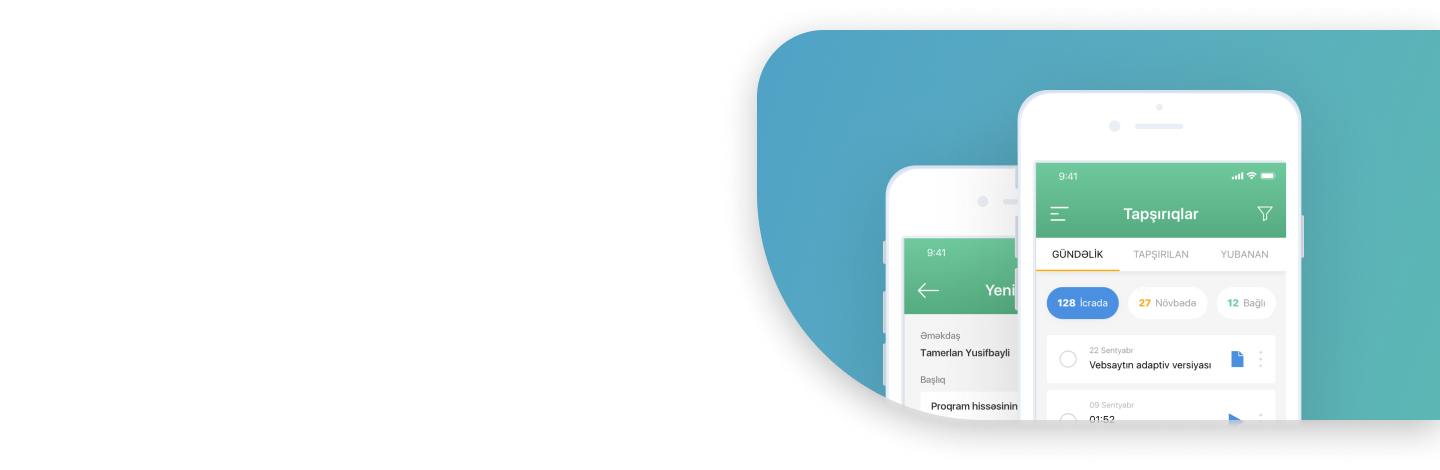 9:41
Tapşırıqlar
GÜNDƏLİK TAPŞIRILAN YUBANAN
128 İcrada 27 Növbədə 12 Bağlı
22 Sentyabr
Vebsaytın adaptiv versiyası
09 Sentyabr
01:52
9:41
Yeni
Əməkdaş
Tamerlan Yusifbayli
Başlıq
Proqram hissəsinin